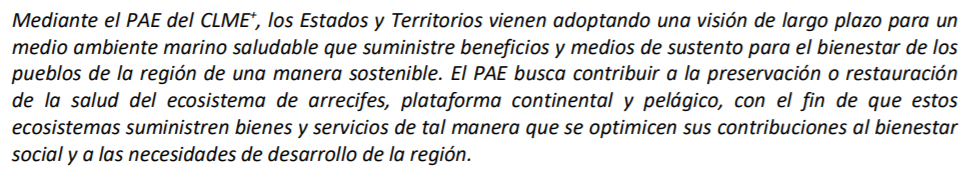 Mediante el PAE del CLME⁺, los Estados y Territorios vienen adoptando una visión de largo plazo para un
medio ambiente marino saludable que suministre beneficios y medios de sustento para el bienestar de los
pueblos de la región de una manera sostenible. El PAE busca contribuir a la preservación o restauración
de la salud del ecosistema de arrecifes, plataforma continental y pelágico, con el fin de que estos
ecosistemas suministren bienes y servicios de tal manera que se optimicen sus contribuciones al bienestar
social y a las necesidades de desarrollo de la región.